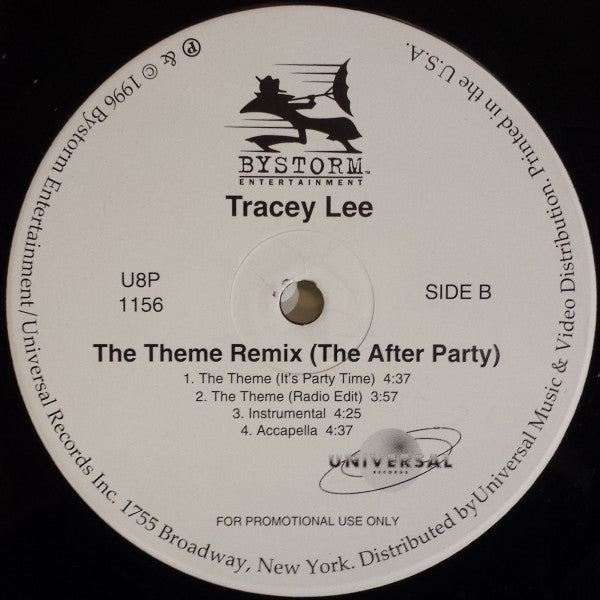 BYSTORM™
ENTERTAINMENT
Tracey Lee
U8P
1156
SIDE B
The Theme Remix (The After Party)
1. The Theme (It's Party Time) 4:37
2. The Theme (Radio Edit) 3:57
3. Instrumental 4:25
4. Accapella 4:37
UNIVERSAL
RECORDS
FOR PROMOTIONAL USE ONLY
℗ & © 1996 Bystorm Entertainment/Universal Records Inc. 1755 Broadway, New York. Distributed by Universal Music & Video Distribution. Printed in the U.S.A.